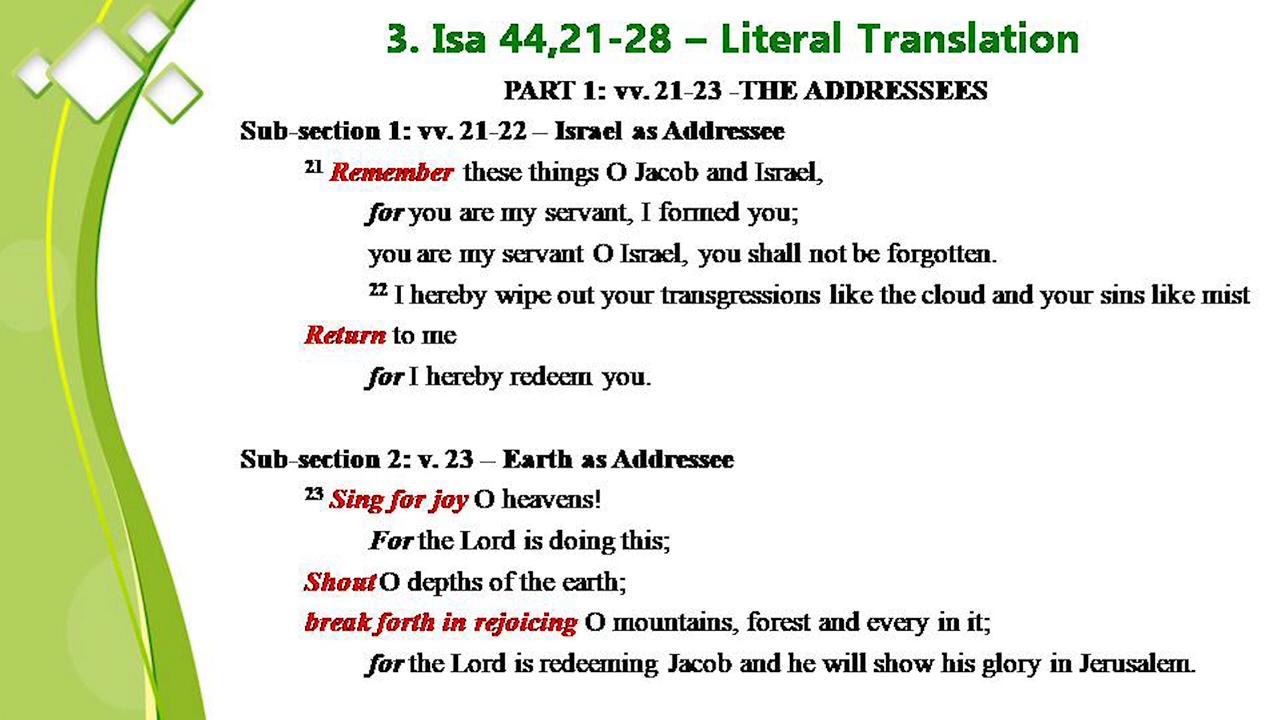 3. Isa 44,21-28 – Literal Translation
PART 1: vv. 21-23 -THE ADDRESSEES
Sub-section 1: vv. 21-22 – Israel as Addressee
21 Remember these things O Jacob and Israel,
for you are my servant, I formed you;
you are my servant O Israel, you shall not be forgotten.
22 I hereby wipe out your transgressions like the cloud and your sins like mist
Return to me
for I hereby redeem you.
Sub-section 2: v. 23 – Earth as Addressee
23 Sing for joy O heavens!
For the Lord is doing this;
Shout O depths of the earth;
break forth in rejoicing O mountains, forest and every in it;
for the Lord is redeeming Jacob and he will show his glory in Jerusalem.